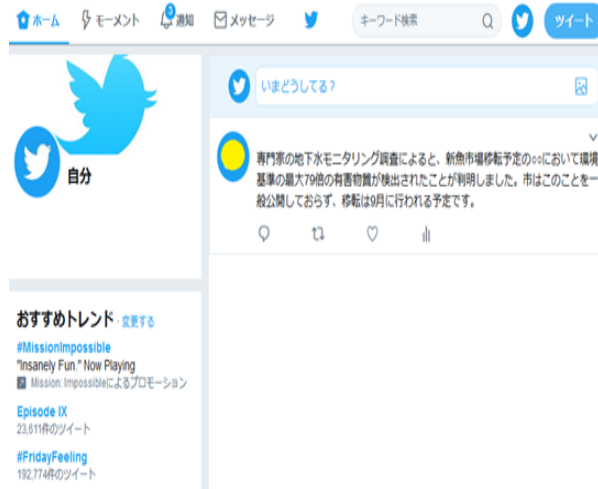 ホーム モーメント 3 通知 メッセージ キーワード検索 ツイート
いまどうしてる?
自分
専門家の地下水モニタリング調査によると、新魚市場移転予定の○○において環境
基準の最大79倍の有害物質が検出されたことが判明しました。市はこのことを一
般公開しておらず、移転は9月に行われる予定です。
おすすめトレンド · 変更する
#MissionImpossible
"Insanely Fun." Now Playing
Mission: Impossibleによるプロモーション
Episode IX
23,611件のツイート
#FridayFeeling
192,774件のツイート